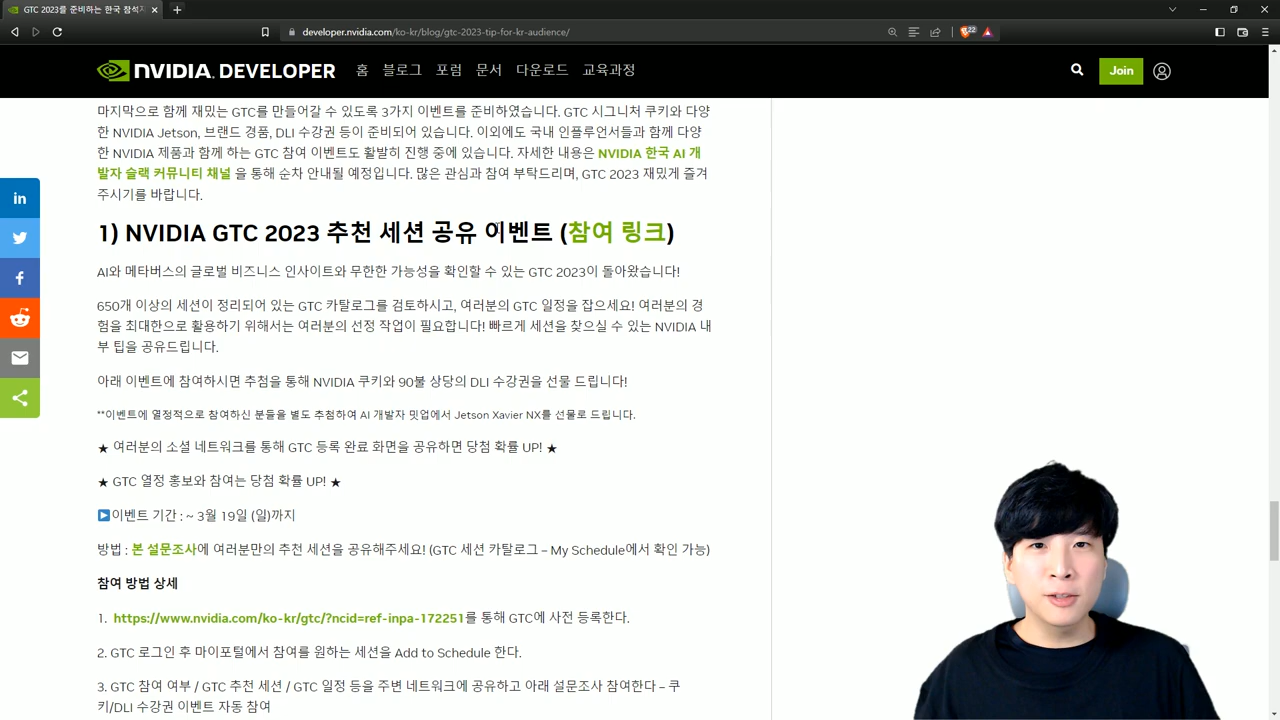 GTC 2023를 준비하는 한국 참석자
developer.nvidia.com/ko-kr/blog/gtc-2023-tip-for-kr-audience/
22
NVIDIA. DEVELOPER 홈 블로그 포럼 문서 다운로드 교육과정 Join
마지막으로 함께 재밌는 GTC를 만들어갈 수 있도록 3가지 이벤트를 준비하였습니다. GTC 시그니처 쿠키와 다양
한 NVIDIA Jetson, 브랜드 경품, DLI 수강권 등이 준비되어 있습니다. 이외에도 국내 인플루언서들과 함께 다양
한 NVIDIA 제품과 함께 하는 GTC 참여 이벤트도 활발히 진행 중에 있습니다. 자세한 내용은 NVIDIA 한국 AI 개
발자 슬랙 커뮤니티 채널 을 통해 순차 안내될 예정입니다. 많은 관심과 참여 부탁드리며, GTC 2023 재밌게 즐겨
주시기를 바랍니다.
in
1) NVIDIA GTC 2023 추천 세션 공유 이벤트 (참여 링크)
AI와 메타버스의 글로벌 비즈니스 인사이트와 무한한 가능성을 확인할 수 있는 GTC 2023이 돌아왔습니다!
650개 이상의 세션이 정리되어 있는 GTC 카탈로그를 검토하시고, 여러분의 GTC 일정을 잡으세요! 여러분의 경
험을 최대한으로 활용하기 위해서는 여러분의 선정 작업이 필요합니다! 빠르게 세션을 찾으실 수 있는 NVIDIA 내
부 팁을 공유드립니다.
아래 이벤트에 참여하시면 추첨을 통해 NVIDIA 쿠키와 90불 상당의 DLI 수강권을 선물 드립니다!
**이벤트에 열정적으로 참여하신 분들을 별도 추첨하여 AI 개발자 밋업에서 Jetson Xavier NX를 선물로 드립니다.
★ 여러분의 소셜 네트워크를 통해 GTC 등록 완료 화면을 공유하면 당첨 확률 UP! ★
★ GTC 열정 홍보와 참여는 당첨 확률 UP! ★
▶이벤트 기간 : ~ 3월 19일 (일)까지
방법 : 본 설문조사에 여러분만의 추천 세션을 공유해주세요! (GTC 세션 카탈로그 – My Schedule에서 확인 가능)
참여 방법 상세
1. https://www.nvidia.com/ko-kr/gtc/?ncid=ref-inpa-172251를 통해 GTC에 사전 등록한다.
2. GTC 로그인 후 마이포털에서 참여를 원하는 세션을 Add to Schedule 한다.
3. GTC 참여 여부 / GTC 추천 세션 / GTC 일정 등을 주변 네트워크에 공유하고 아래 설문조사 참여한다 – 쿠
키/DLI 수강권 이벤트 자동 참여